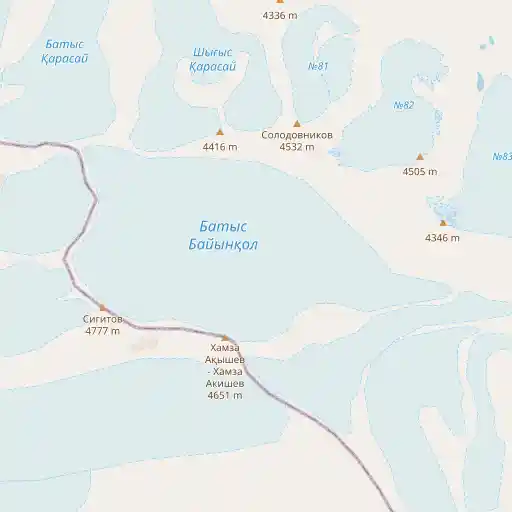 4336 m
Батыс
Қарасай
Шығыс
Қарасай
№81
№82
Солодовников
4532 m
4416 m
№83
4505 m
Батыс
Байынқол
4346 m
Сигитов
4777 m
Хамза
Ақышев
- Хамза
Акишев
4651 m